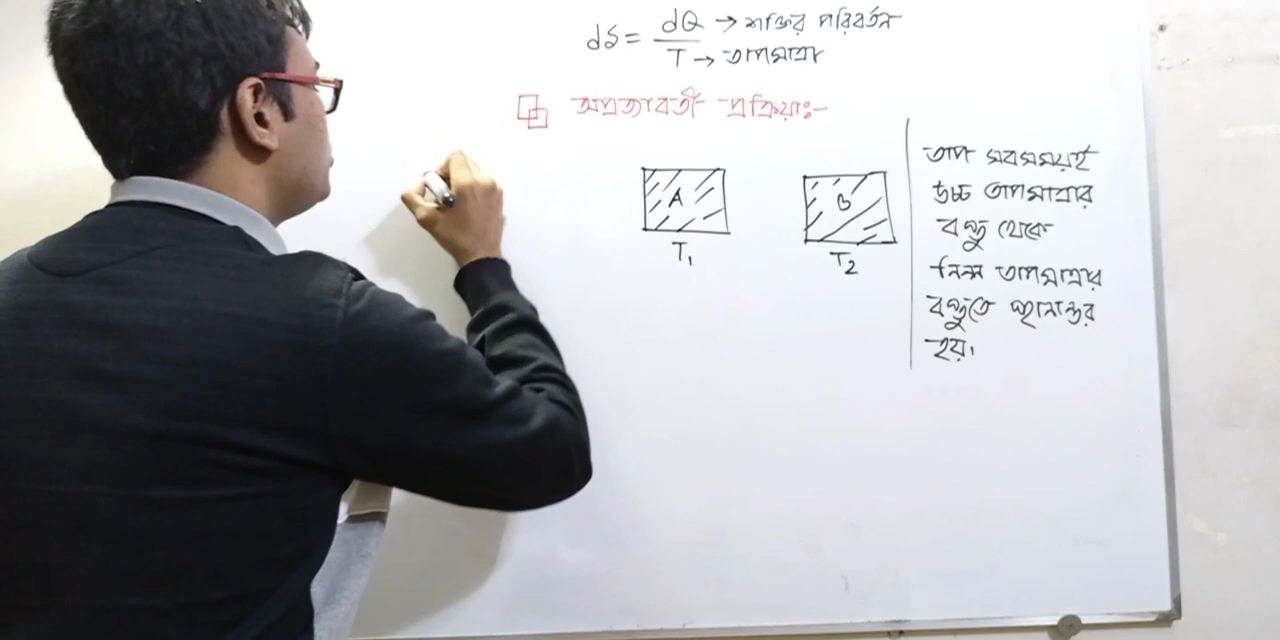 dS = dQ/T
dQ → শক্তির পরিবর্তন
T → তাপমাত্রা
অপ্রত্যাবর্তী প্রক্রিয়াঃ-
A
B
T₁
T₂
তাপ সবসময়ই
উচ্চ তাপমাত্রার
বস্তু থেকে
নিম্ন তাপমাত্রার
বস্তুতে স্থানান্তর
হয়।